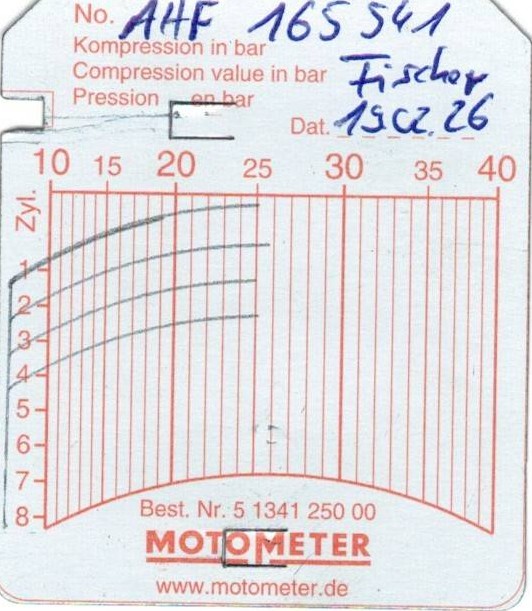 No. AHF 165 541
Kompression in bar
Compression value in bar Fischer
Pression en bar
Dat. 19.02.26
10 15 20 25 30 35 40
Zyl.
1
2
3
4
5
6
7
8
Best. Nr. 5 1341 250 00
MOTOMETER
www.motometer.de